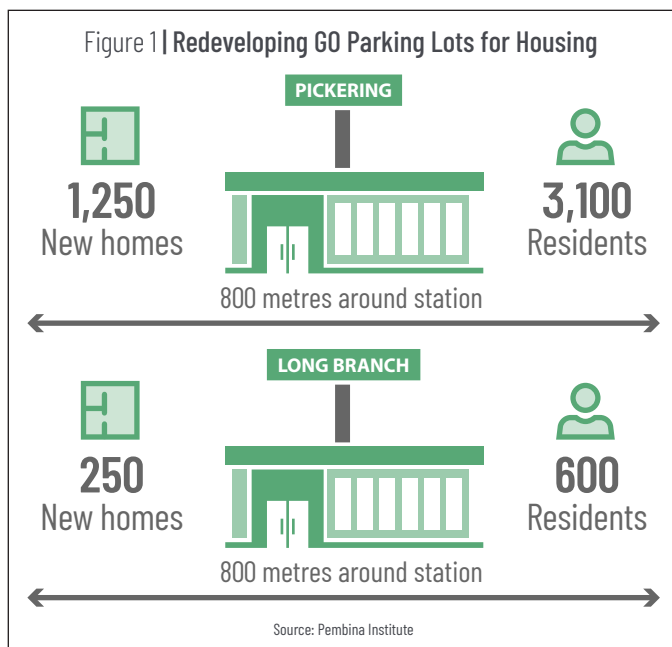 Figure 1 | Redeveloping GO Parking Lots for Housing
PICKERING
1,250
New homes
3,100
Residents
800 metres around station
LONG BRANCH
250
New homes
600
Residents
800 metres around station
Source: Pembina Institute